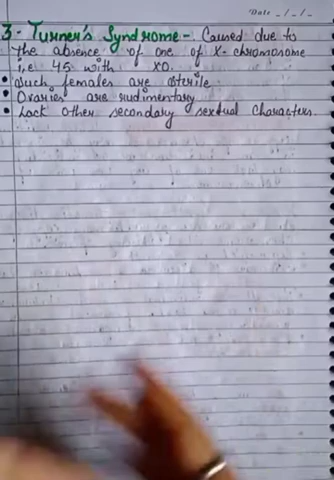 Date _/_/_
3- Turner's Syndrome- Caused due to
the absence of one of X-chromosome
i,e 45 with XO.
• Such females are sterile.
• Ovaries are rudimentary
• Lack other secondary sextual characters